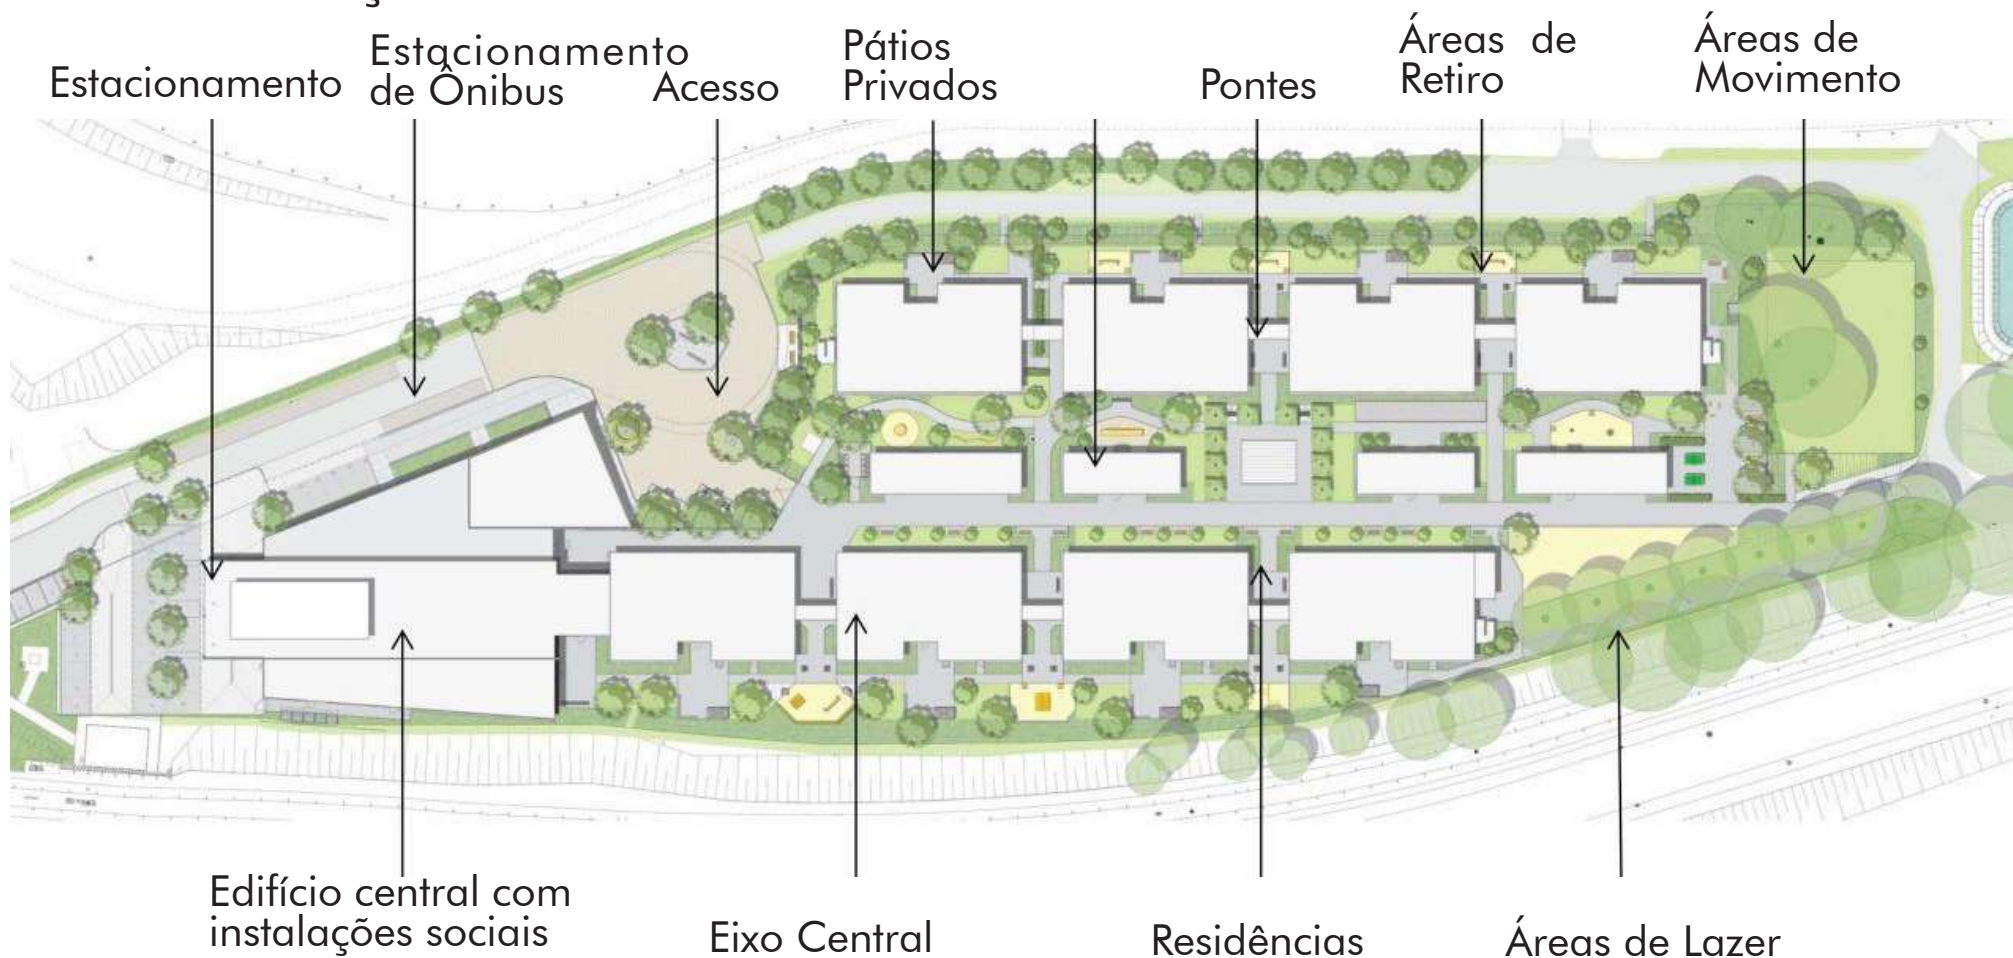 Estacionamento
Estacionamento
de Ônibus
Acesso
Pátios
Privados
Pontes
Áreas de
Retiro
Áreas de
Movimento
Edifício central com
instalações sociais
Eixo Central
Residências
Áreas de Lazer